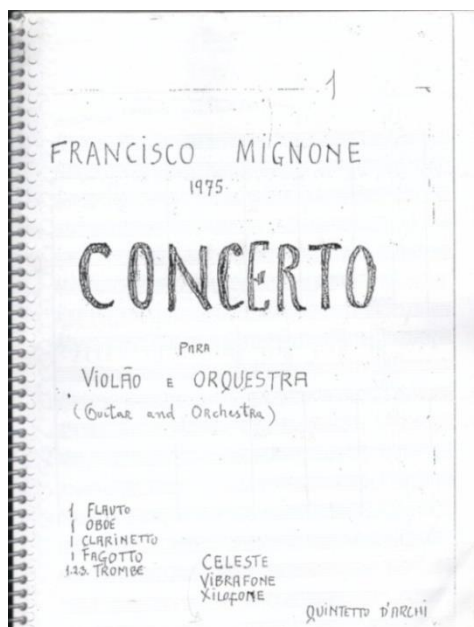 1
FRANCISCO MIGNONE
1975.
CONCERTO
PARA
VIOLÃO E ORQUESTRA
(Guitar and Orchestra)
1 FLAUTO
1 OBOE
1 CLARINETTO
1 FAGOTTO
1.2.3. TROMBE
CELESTE
VIBRAFONE
XILOFONE
QUINTETTO D'ARCHI